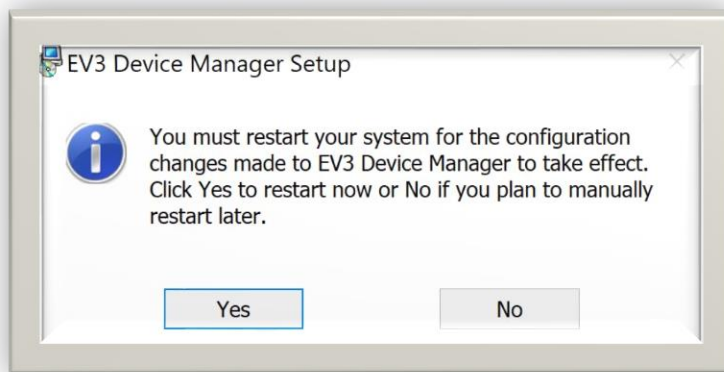 EV3 Device Manager Setup
You must restart your system for the configuration
changes made to EV3 Device Manager to take effect.
Click Yes to restart now or No if you plan to manually
restart later.
Yes
No